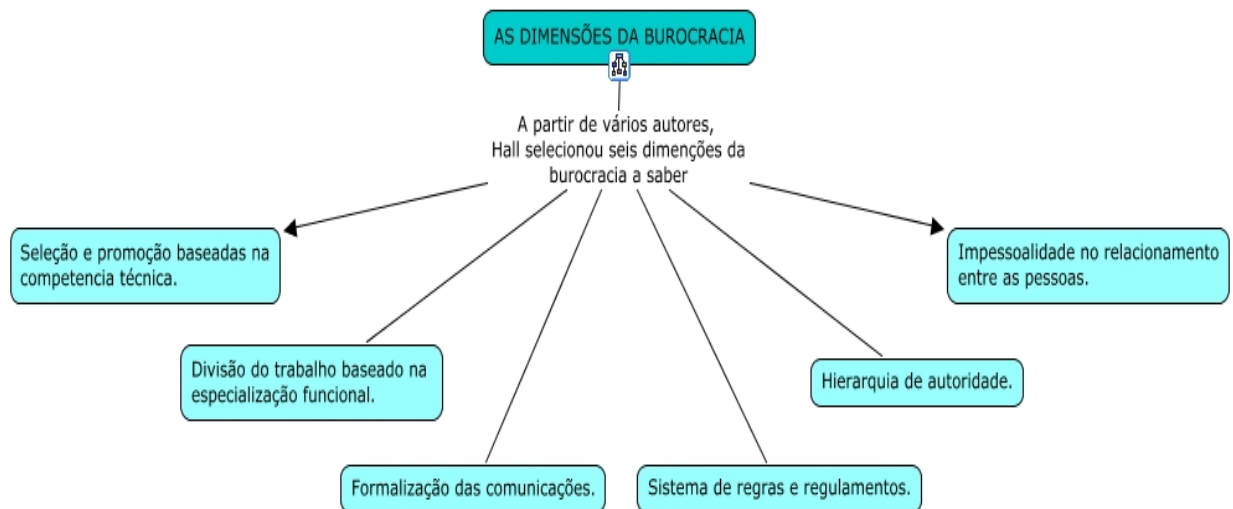 AS DIMENSÕES DA BUROCRACIA
A partir de vários autores,
Hall selecionou seis dimenções da
burocracia a saber
Seleção e promoção baseadas na
competencia técnica.
Impessoalidade no relacionamento
entre as pessoas.
Divisão do trabalho baseado na
especialização funcional.
Hierarquia de autoridade.
Formalização das comunicações.
Sistema de regras e regulamentos.